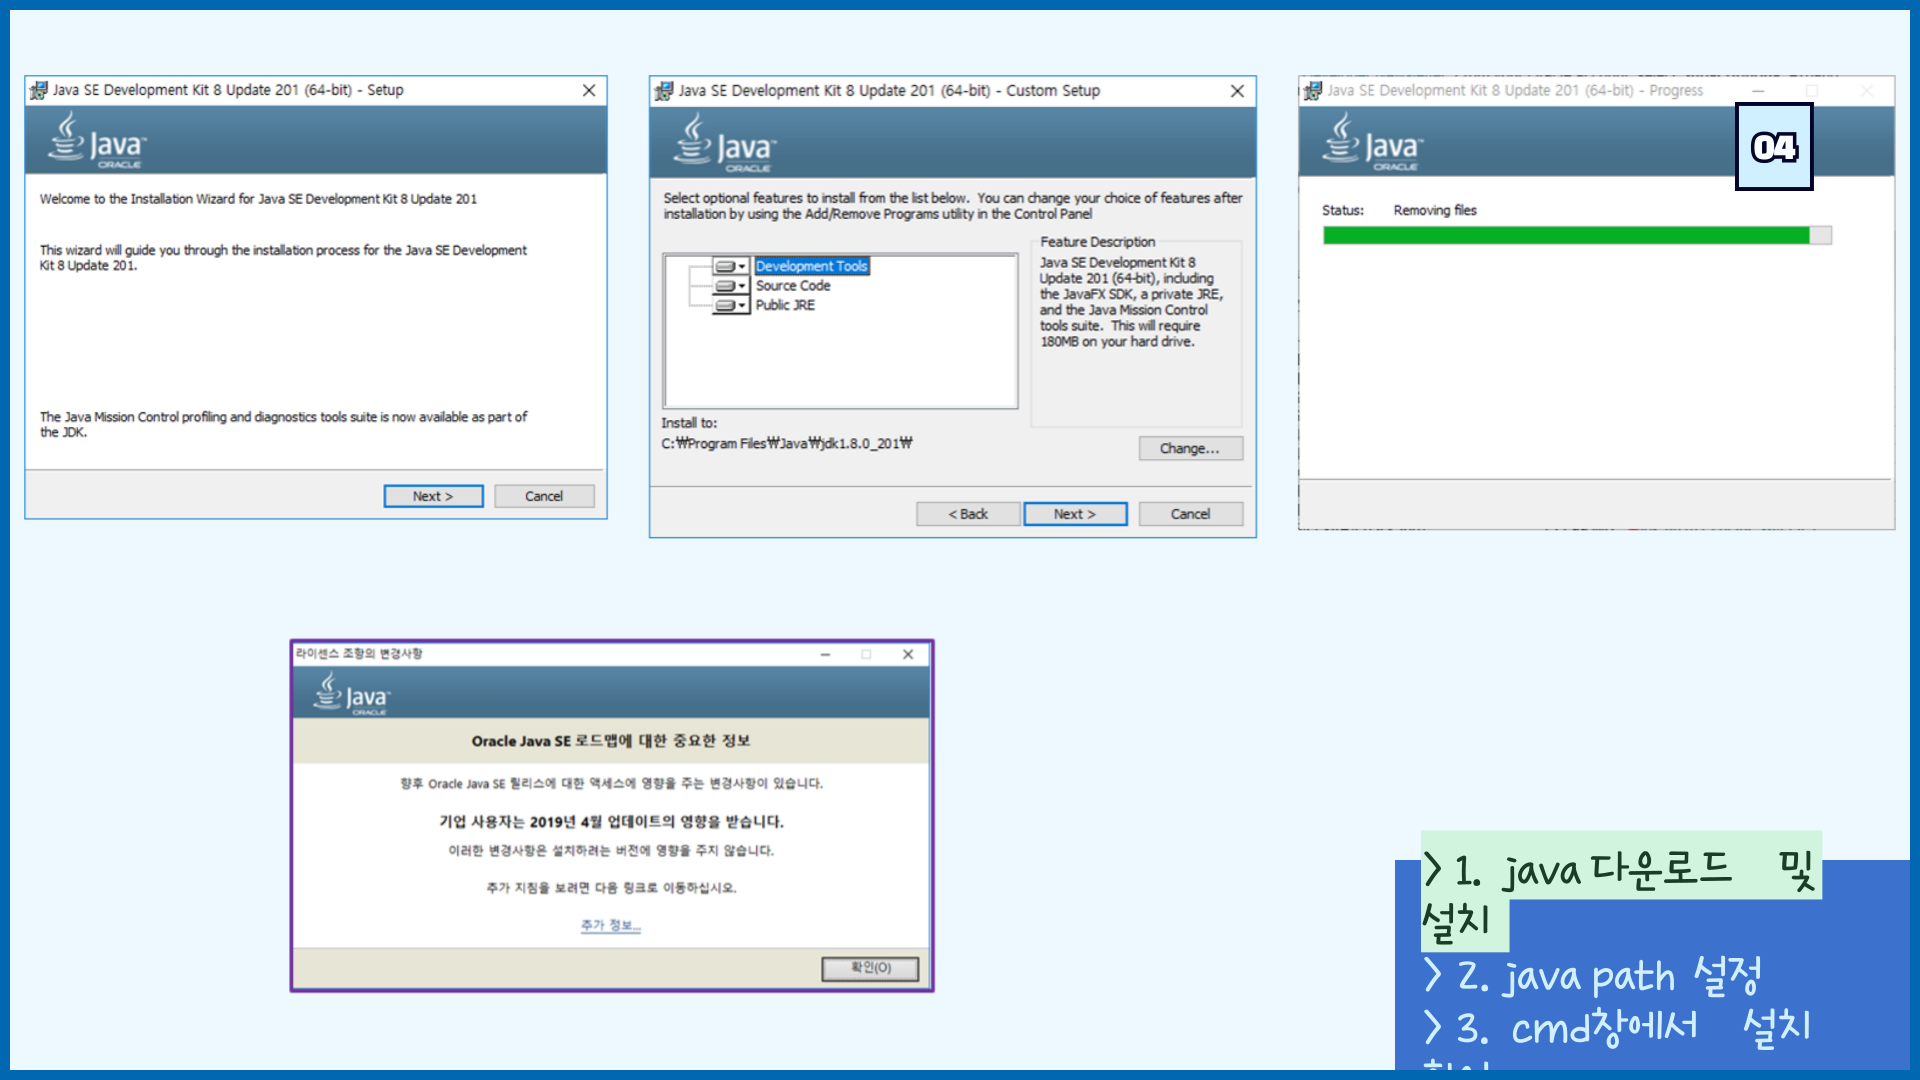 Java SE Development Kit 8 Update 201 (64-bit) - Setup
Java
ORACLE
Welcome to the Installation Wizard for Java SE Development Kit 8 Update 201
This wizard will guide you through the installation process for the Java SE Development
Kit 8 Update 201.
The Java Mission Control profiling and diagnostics tools suite is now available as part of
the JDK.
Next >
Cancel
Java SE Development Kit 8 Update 201 (64-bit) - Custom Setup
Java
ORACLE
Select optional features to install from the list below. You can change your choice of features after
installation by using the Add/Remove Programs utility in the Control Panel
Development Tools
Source Code
Public JRE
Feature Description
Java SE Development Kit 8
Update 201 (64-bit), including
the JavaFX SDK, a private JRE,
and the Java Mission Control
tools suite. This will require
180MB on your hard drive.
Install to:
C:₩Program Files₩Java₩jdk1.8.0_201₩
Change...
< Back
Next >
Cancel
Java SE Development Kit 8 Update 201 (64-bit) - Progress
Java
ORACLE
04
Status: Removing files
라이센스 조항의 변경사항
Java
ORACLE
Oracle Java SE 로드맵에 대한 중요한 정보
향후 Oracle Java SE 릴리스에 대한 액세스에 영향을 주는 변경사항이 있습니다.
기업 사용자는 2019년 4월 업데이트의 영향을 받습니다.
이러한 변경사항은 설치하려는 버전에 영향을 주지 않습니다.
추가 지침을 보려면 다음 링크로 이동하십시오.
추가 정보...
확인(O)
> 1. java 다운로드 및
설치
> 2. java path 설정
> 3. cmd창에서 설치